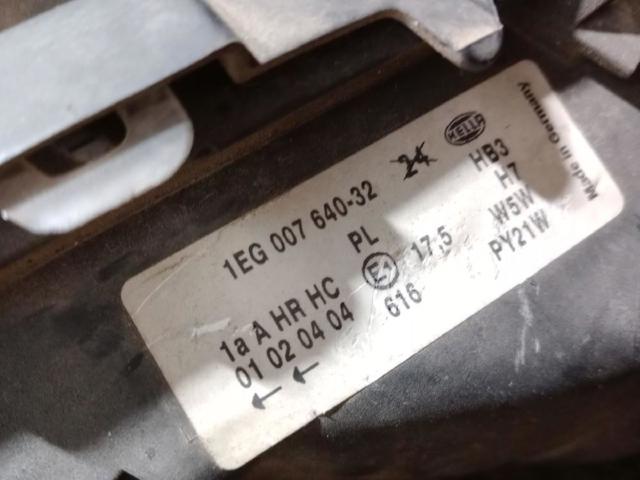 1EG 007 640-32
HELLA
HB3
H7
W5W
PY21W
Made in Germany
PL
1a A HR HC E1 17,5
01 02 04 04 616